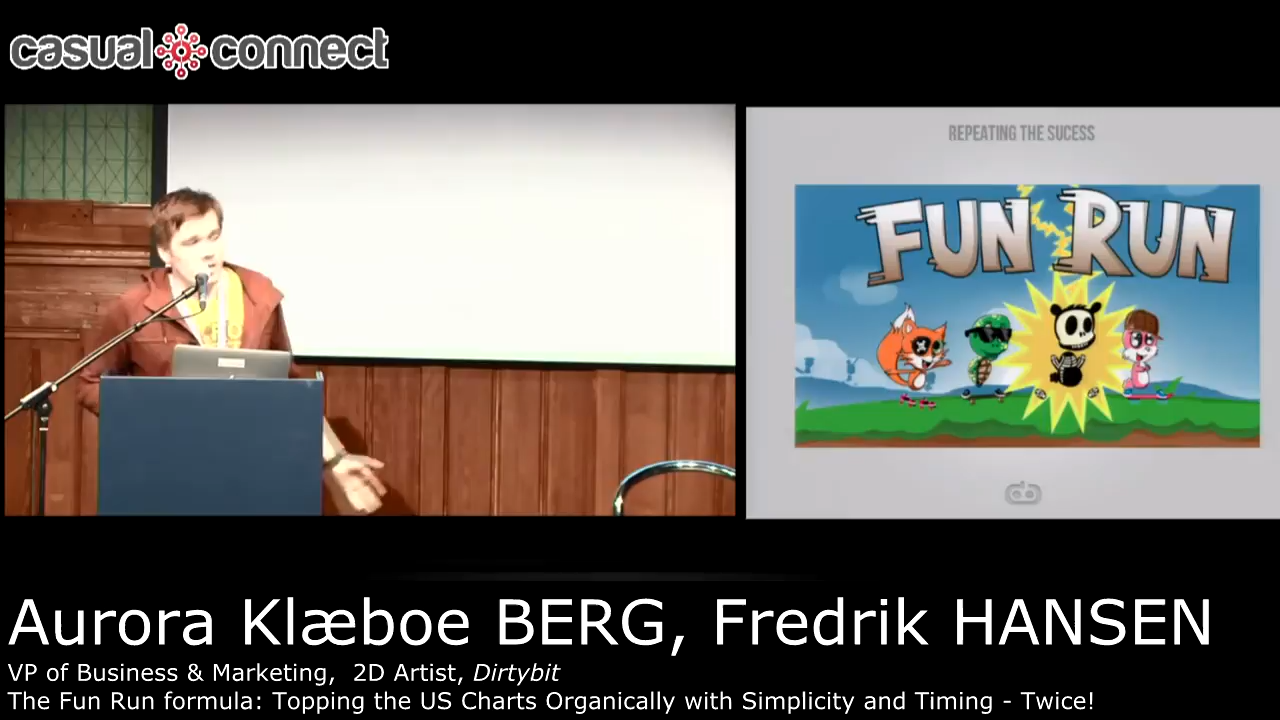 casual connect
REPEATING THE SUCESS
FUN RUN
Aurora Klæboe BERG, Fredrik HANSEN
VP of Business & Marketing, 2D Artist, Dirtybit
The Fun Run formula: Topping the US Charts Organically with Simplicity and Timing - Twice!